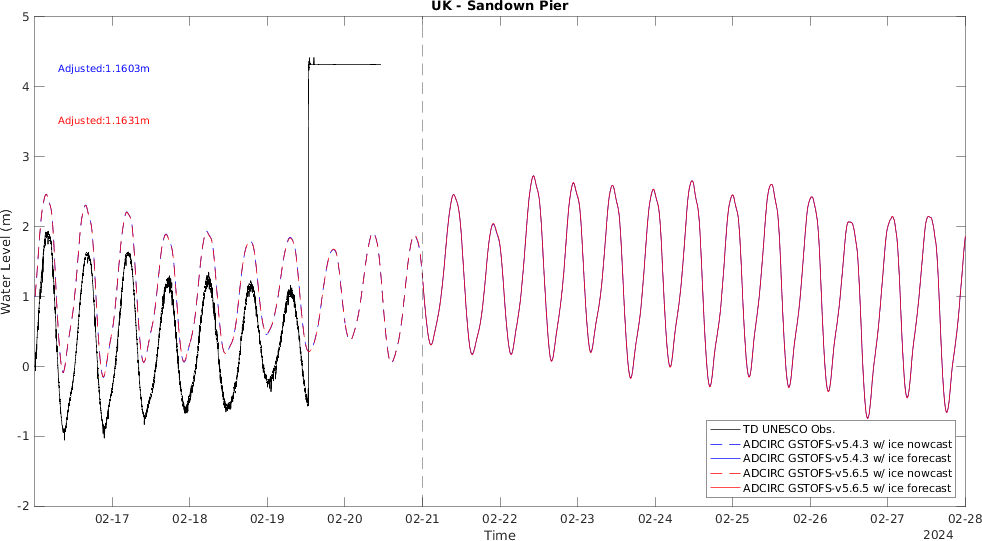 UK - Sandown Pier
5
4
3
2
1
0
-1
-2
Water Level (m)
Adjusted:1.1603m
Adjusted:1.1631m
TD UNESCO Obs.
ADCIRC GSTOFS-v5.4.3 w/ ice nowcast
ADCIRC GSTOFS-v5.4.3 w/ ice forecast
ADCIRC GSTOFS-v5.6.5 w/ ice nowcast
ADCIRC GSTOFS-v5.6.5 w/ ice forecast
02-17 02-18 02-19 02-20 02-21 02-22 02-23 02-24 02-25 02-26 02-27 02-28
Time
2024